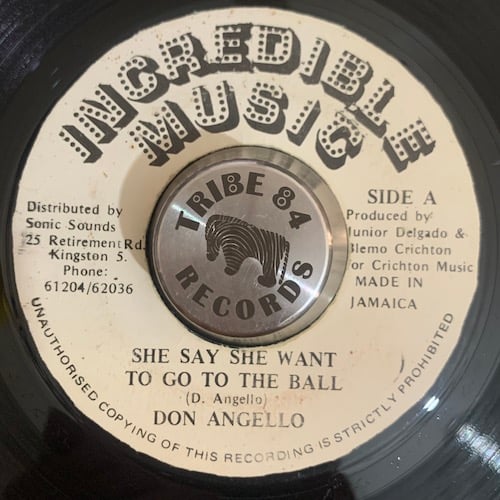 INCREDIBLE
MUSIC
TRIBE 84
RECORDS
Distributed by
Sonic Sounds
25 Retirement Rd.
Kingston 5.
Phone:
61204/62036
SIDE A
Produced by
Junior Delgado &
Blemo Crichton
for Crichton Music
MADE IN
JAMAICA
SHE SAY SHE WANT
TO GO TO THE BALL
(D. Angello)
DON ANGELLO
UNAUTHORISED COPYING OF THIS RECORDING IS STRICTLY PROHIBITED